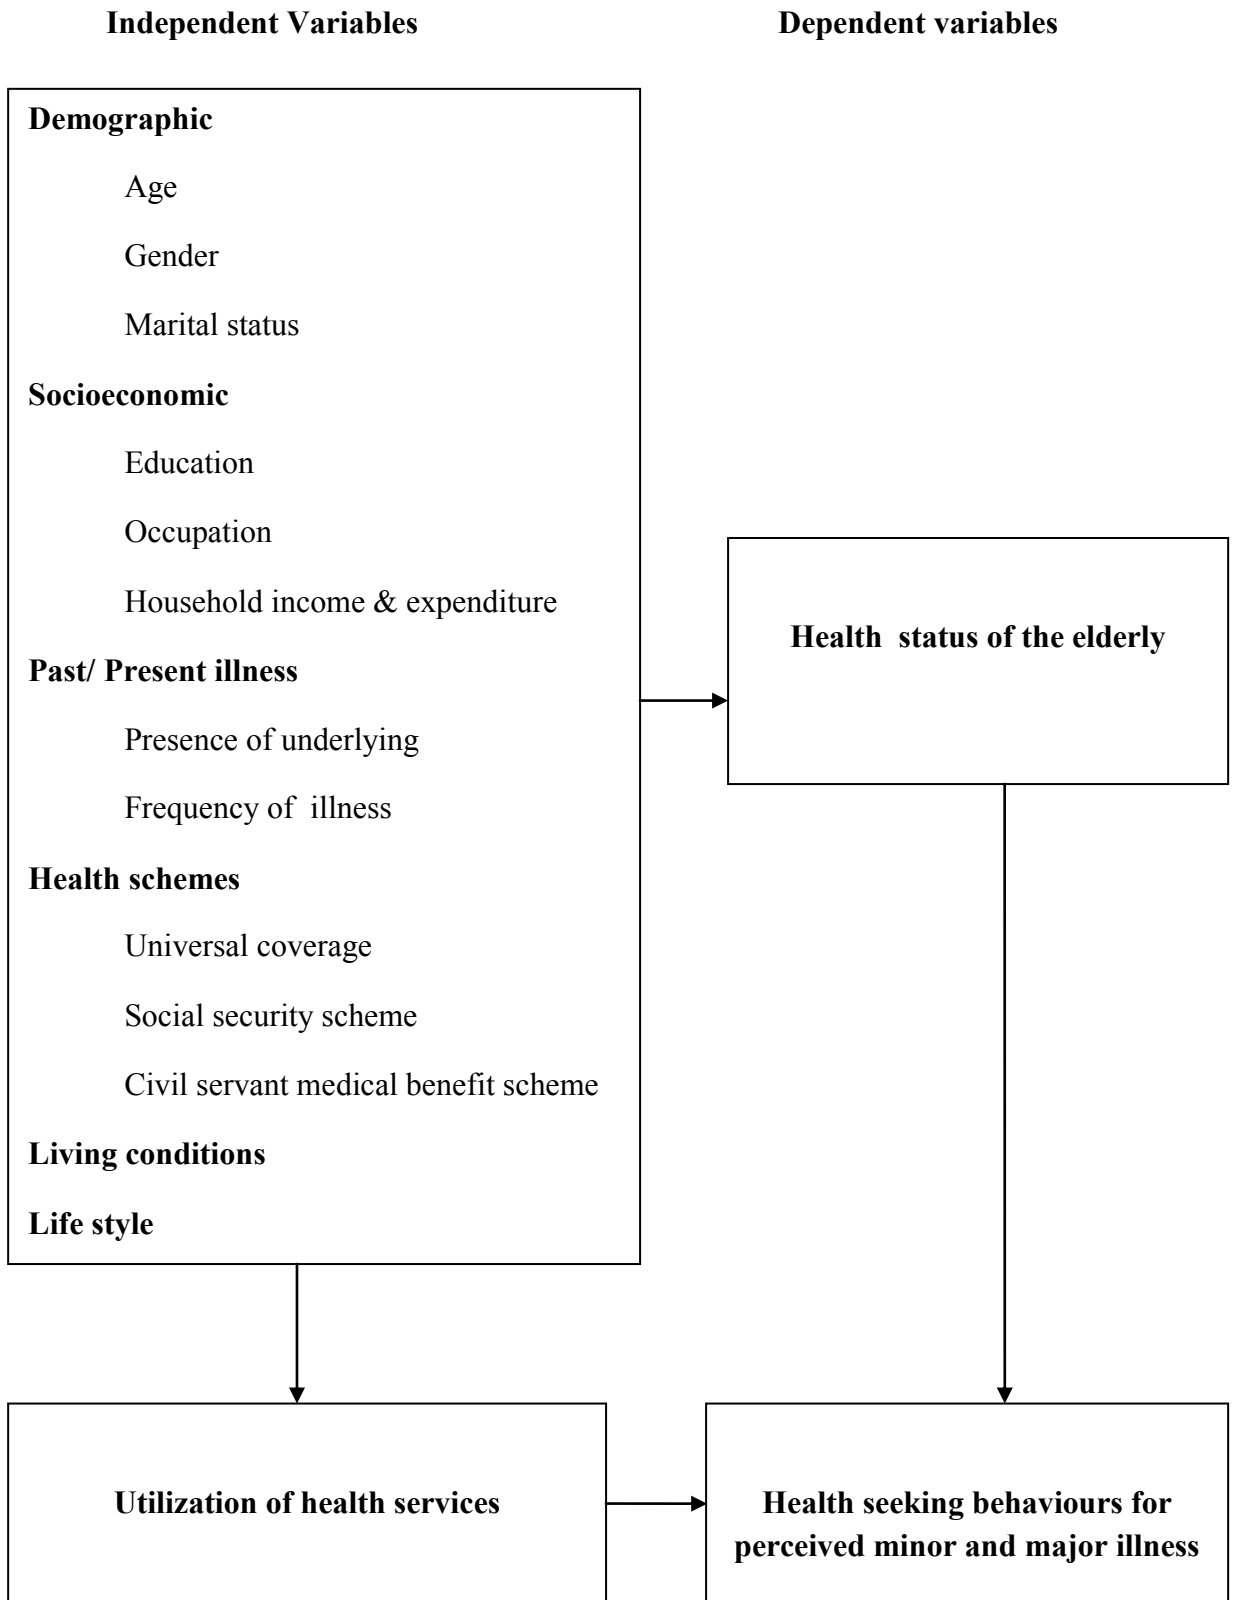 Independent Variables
Dependent variables
Demographic
Age
Gender
Marital status
Socioeconomic
Education
Occupation
Household income & expenditure
Past/ Present illness
Presence of underlying
Frequency of illness
Health schemes
Universal coverage
Social security scheme
Civil servant medical benefit scheme
Living conditions
Life style
Health status of the elderly
Utilization of health services
Health seeking behaviours for
perceived minor and major illness